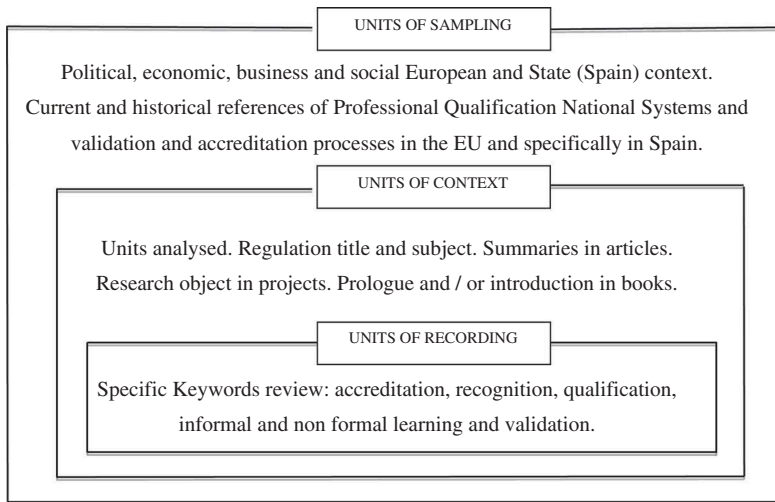 UNITS OF SAMPLING
Political, economic, business and social European and State (Spain) context.
Current and historical references of Professional Qualification National Systems and
validation and accreditation processes in the EU and specifically in Spain.
UNITS OF CONTEXT
Units analysed. Regulation title and subject. Summaries in articles.
Research object in projects. Prologue and / or introduction in books.
UNITS OF RECORDING
Specific Keywords review: accreditation, recognition, qualification,
informal and non formal learning and validation.